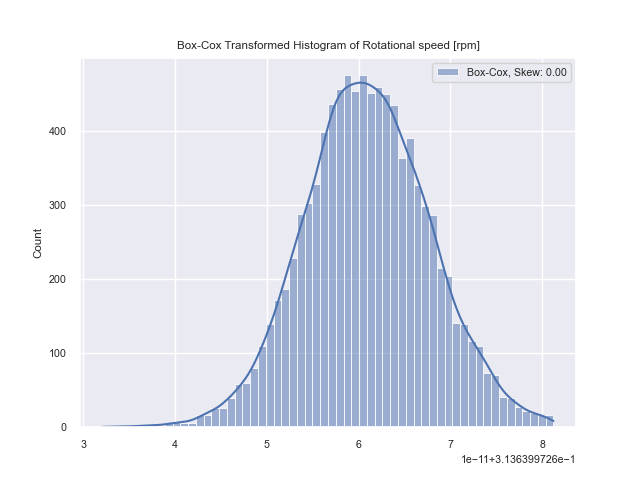 Box-Cox Transformed Histogram of Rotational speed [rpm]
Box-Cox, Skew: 0.00
Count
400
300
200
100
0
3 4 5 6 7 8
1e−11+3.136399726e−1